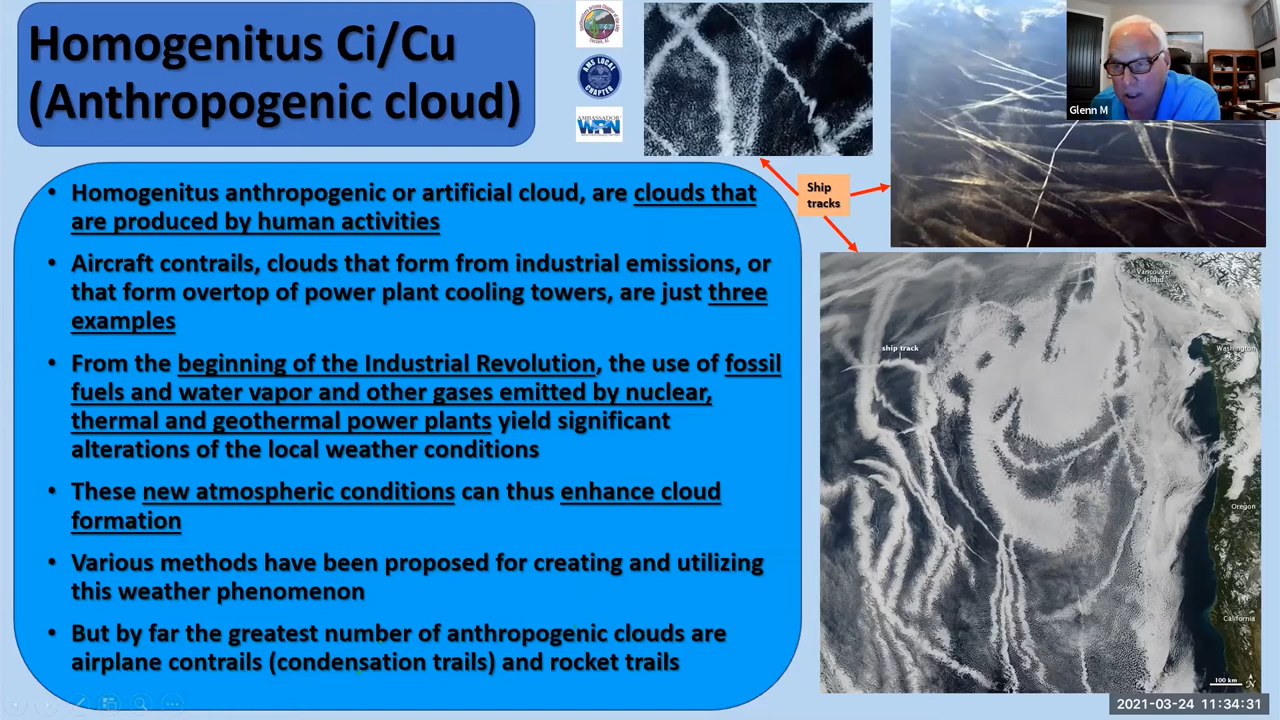 Homogenitus Ci/Cu
(Anthropogenic cloud)
AMS LOCAL
CHAPTER
AMBASSADOR
WRN
Ship
tracks
Glenn M
• Homogenitus anthropogenic or artificial cloud, are clouds that
are produced by human activities
• Aircraft contrails, clouds that form from industrial emissions, or
that form overtop of power plant cooling towers, are just three
examples
• From the beginning of the Industrial Revolution, the use of fossil
fuels and water vapor and other gases emitted by nuclear,
thermal and geothermal power plants yield significant
alterations of the local weather conditions
• These new atmospheric conditions can thus enhance cloud
formation
• Various methods have been proposed for creating and utilizing
this weather phenomenon
• But by far the greatest number of anthropogenic clouds are
airplane contrails (condensation trails) and rocket trails
Vancouver
Island
ship track
Washington
Oregon
California
100 km
N
2021-03-24 11:34:31